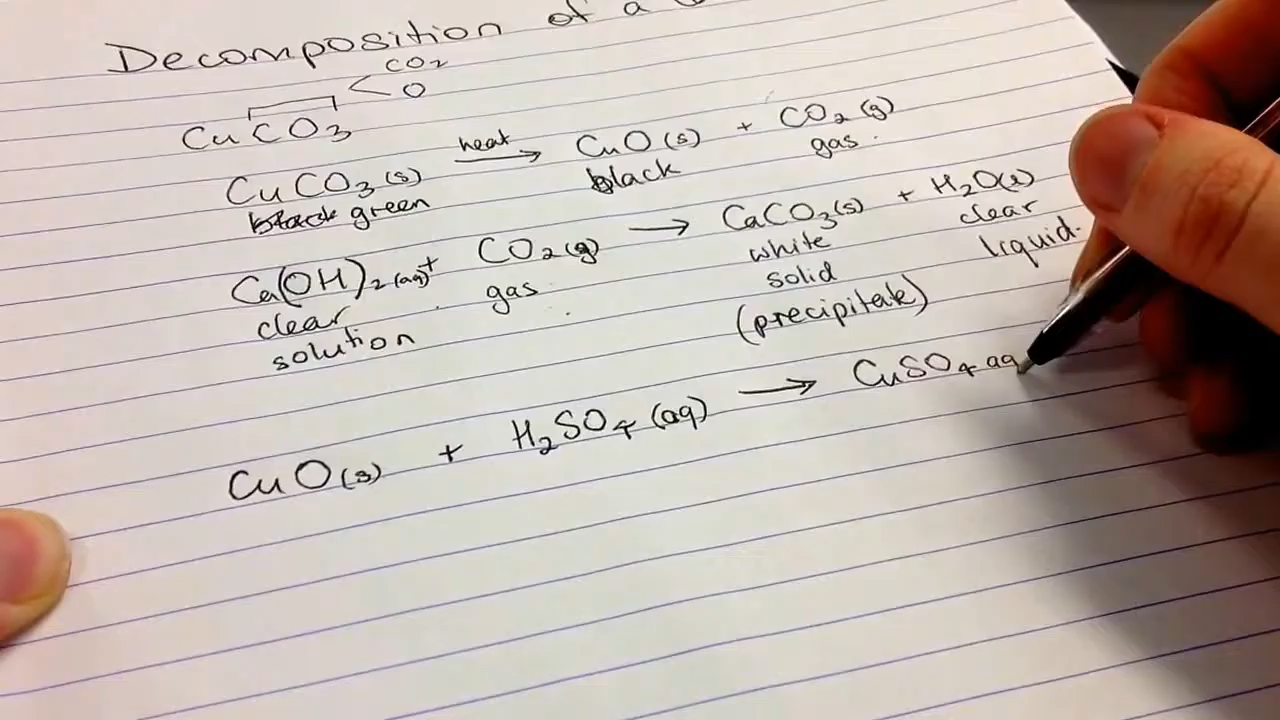 Decomposition of a
CO2
O
CuCO3
CuCO3(s) heat → CuO(s) + CO2(g)
green black gas.
Ca(OH)2(aq)+ CO2(g) → CaCO3(s) + H2O(l)
clear gas white clear
solution solid liquid.
(precipitate)
CuO(s) + H2SO4(aq) → CuSO4 aq